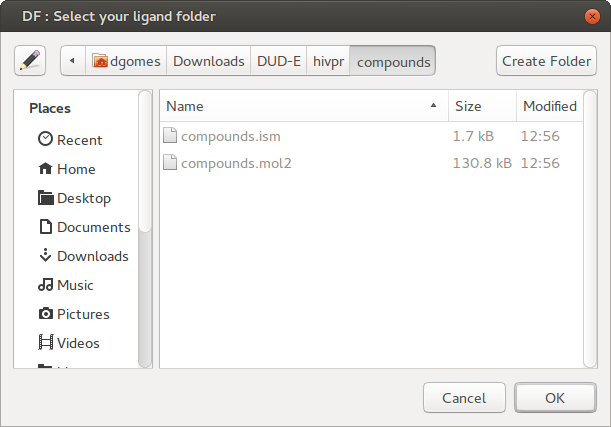 DF : Select your ligand folder
dgomes Downloads DUD-E hivpr compounds Create Folder
Places
Recent
Home
Desktop
Documents
Downloads
Music
Pictures
Videos
Name Size Modified
compounds.ism 1.7 kB 12:56
compounds.mol2 130.8 kB 12:56
Cancel OK